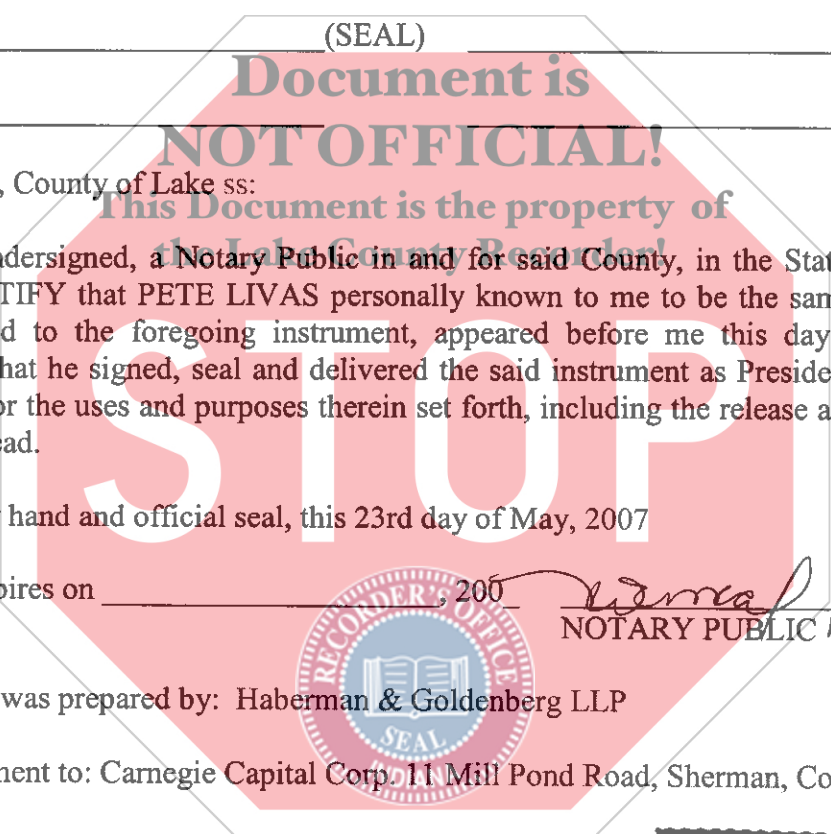 (SEAL)
Document is
NOT OFFICIAL!
, County of Lake ss:
This Document is the property of
the Lake County Recorder!
dersigned, a Notary Public in and for said County, in the Stat
TIFY that PETE LIVAS personally known to me to be the sam
d to the foregoing instrument, appeared before me this day
hat he signed, seal and delivered the said instrument as Preside
or the uses and purposes therein set forth, including the release a
ead.
STOP
hand and official seal, this 23rd day of May, 2007
pires on ____________________, 200_
NOTARY PUBLIC
RECORDER'S OFFICE
SEAL
INDIANA
was prepared by: Haberman & Goldenberg LLP
ment to: Carnegie Capital Corp. 11 Mill Pond Road, Sherman, Co